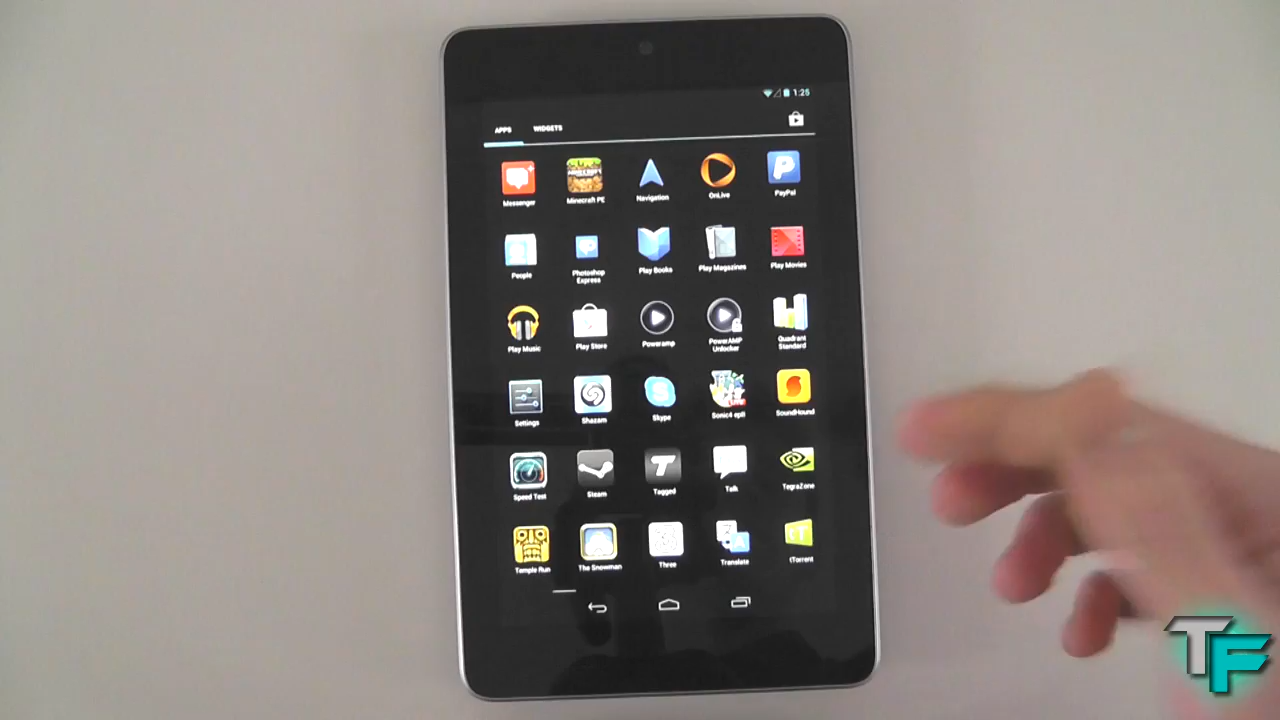 1:25
APPS WIDGETS
Messenger Minecraft PE Navigation OnLive PayPal
People Photoshop Express Play Books Play Magazines Play Movies
Play Music Play Store Poweramp PowerAMP Unlocker Quadrant Standard
Settings Shazam Skype Sonic4 epII SoundHound
Speed Test Steam Tagged Talk TegraZone
Temple Run The Snowman Three Translate tTorrent
TF